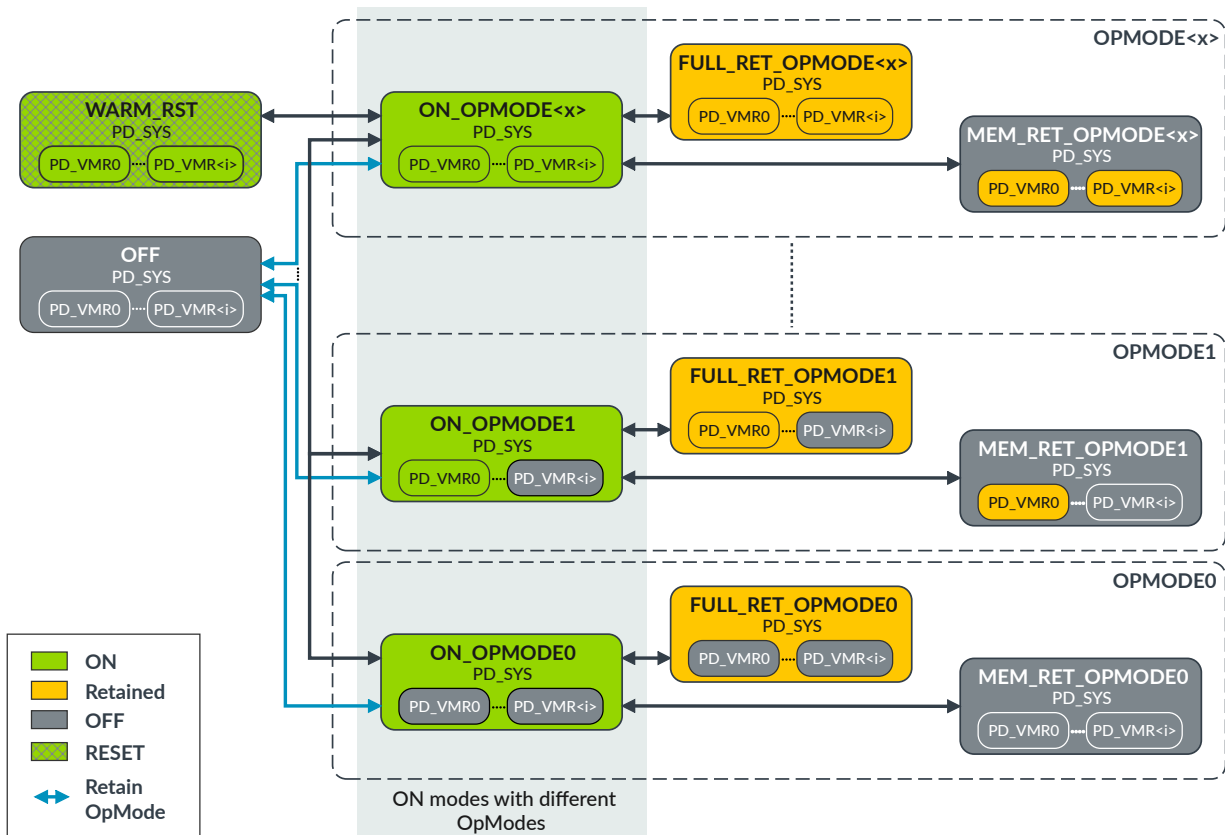 OPMODE<x>
WARM_RST
PD_SYS
PD_VMR0 PD_VMR<i>
ON_OPMODE<x>
PD_SYS
PD_VMR0 PD_VMR<i>
FULL_RET_OPMODE<x>
PD_SYS
PD_VMR0 PD_VMR<i>
MEM_RET_OPMODE<x>
PD_SYS
PD_VMR0 PD_VMR<i>
OFF
PD_SYS
PD_VMR0 PD_VMR<i>
OPMODE1
ON_OPMODE1
PD_SYS
PD_VMR0 PD_VMR<i>
FULL_RET_OPMODE1
PD_SYS
PD_VMR0 PD_VMR<i>
MEM_RET_OPMODE1
PD_SYS
PD_VMR0 PD_VMR<i>
OPMODE0
ON_OPMODE0
PD_SYS
PD_VMR0 PD_VMR<i>
FULL_RET_OPMODE0
PD_SYS
PD_VMR0 PD_VMR<i>
MEM_RET_OPMODE0
PD_SYS
PD_VMR0 PD_VMR<i>
ON
Retained
OFF
RESET
Retain
OpMode
ON modes with different
OpModes